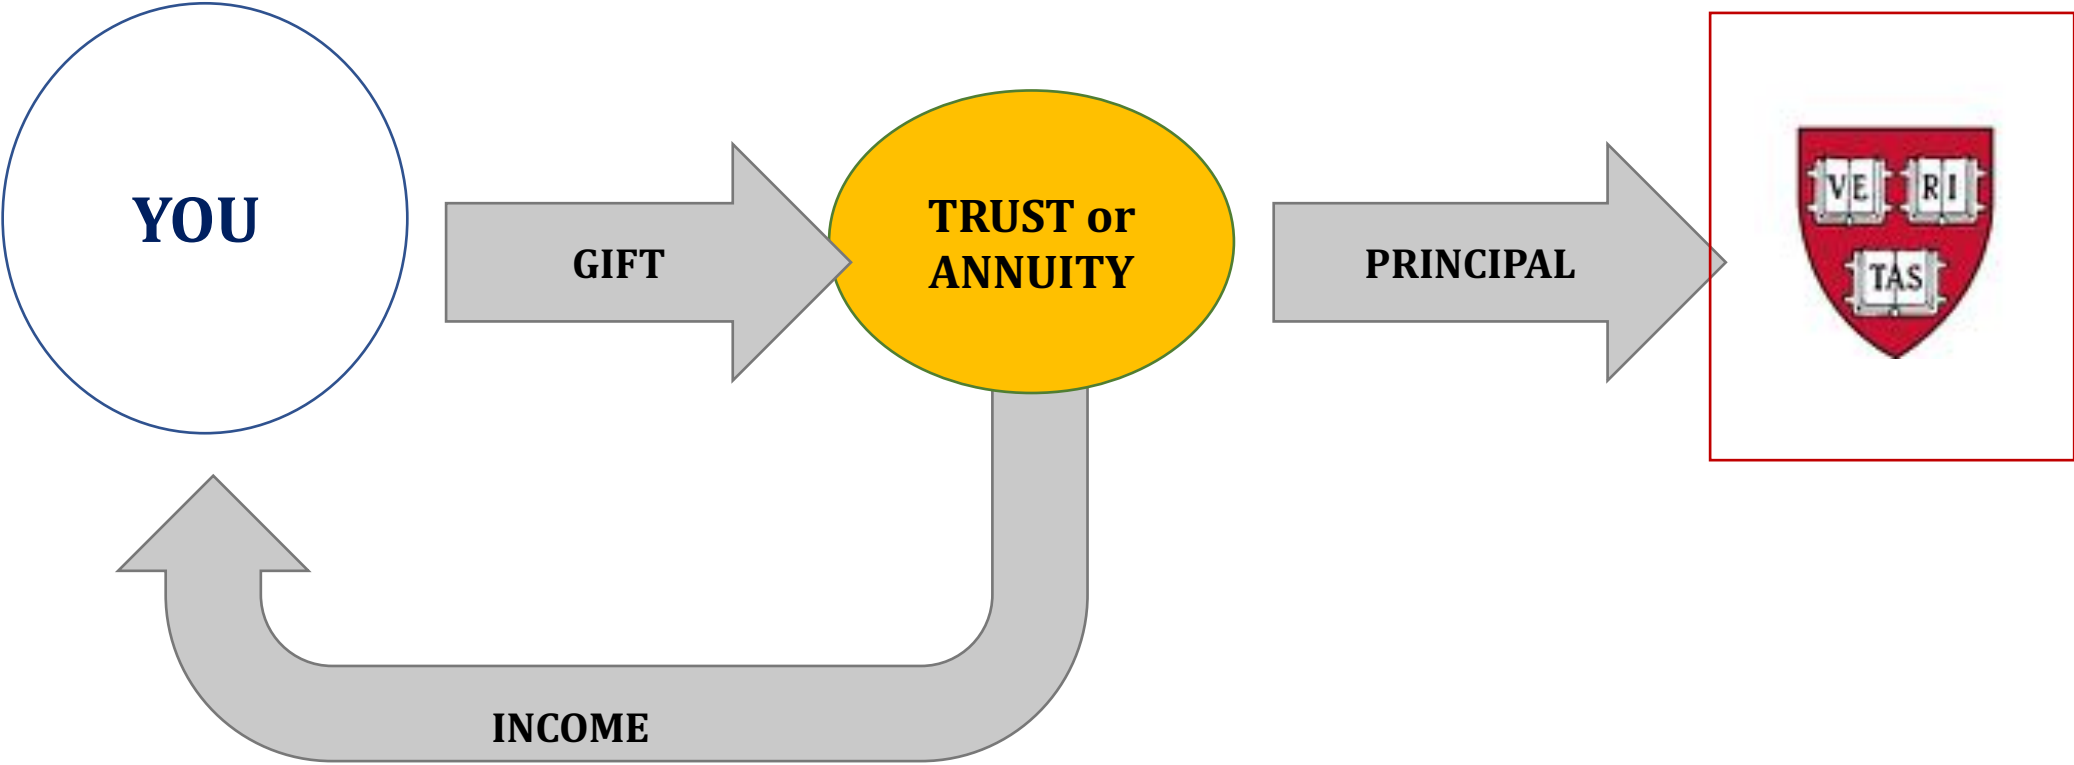 YOU
GIFT
TRUST or
ANNUITY
PRINCIPAL
VE RI
TAS
INCOME